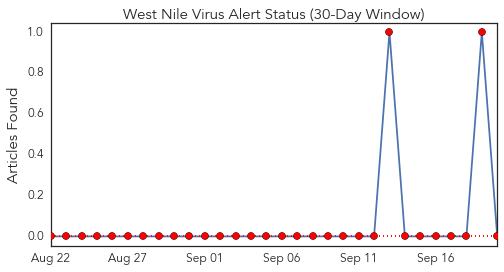 West Nile Virus Alert Status (30-Day Window)
Articles Found
1.0
0.8
0.6
0.4
0.2
0.0
Aug 22 Aug 27 Sep 01 Sep 06 Sep 11 Sep 16